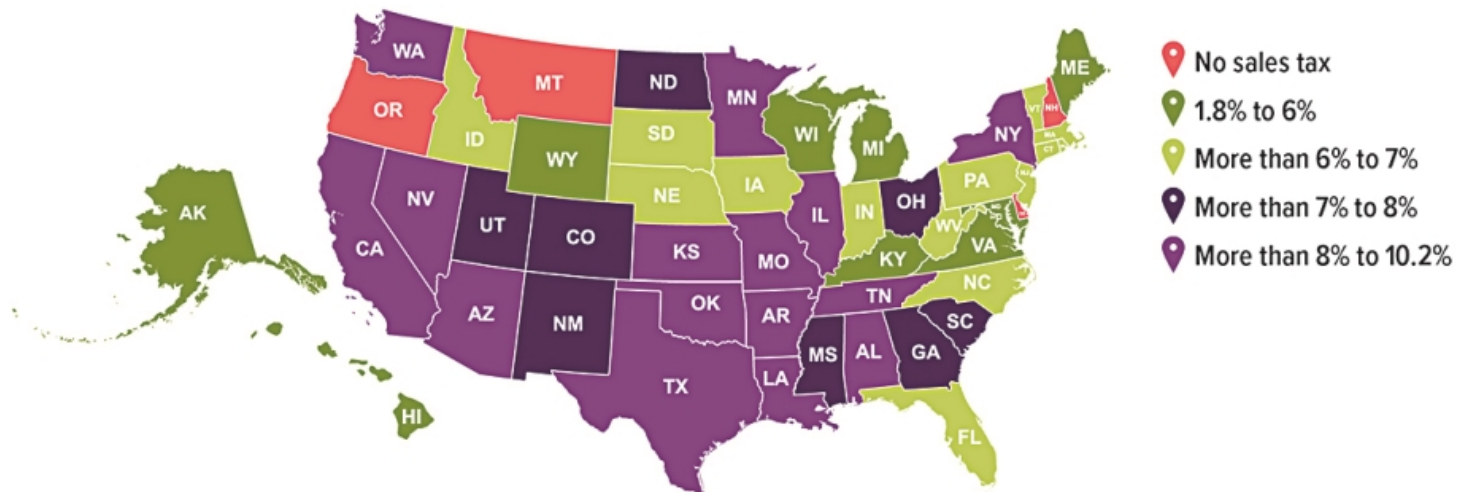 WA
MT
ND
MN
ME
OR
ID
SD
WI
MI
VT
NH
NY
MA
CT
WY
NE
IA
PA
NJ
AK
NV
UT
CO
IL
IN
OH
WV
VA
CA
KS
MO
KY
NC
AZ
NM
OK
AR
TN
SC
MS
AL
GA
TX
LA
HI
FL
No sales tax
1.8% to 6%
More than 6% to 7%
More than 7% to 8%
More than 8% to 10.2%